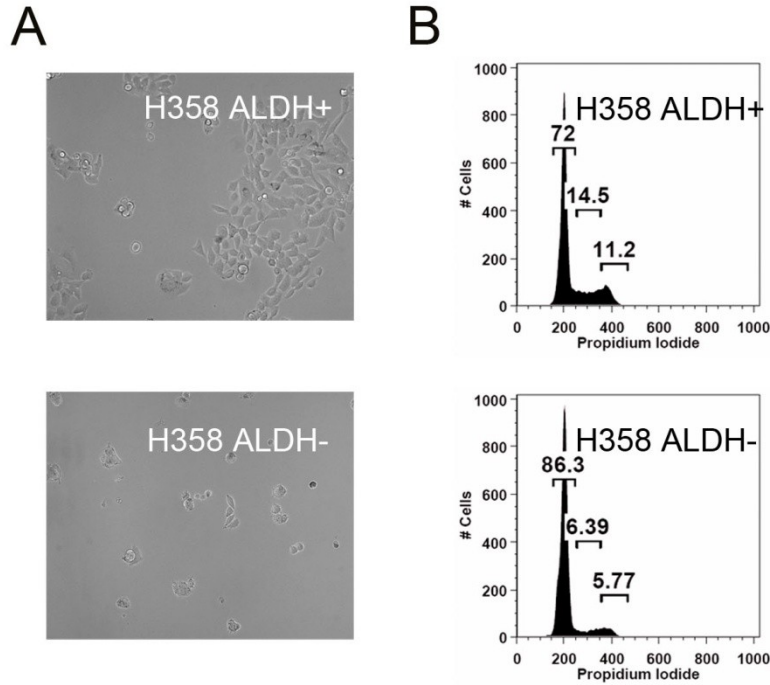 A
B
H358 ALDH+
H358 ALDH-
1000
800
600
400
200
0
# Cells
H358 ALDH+
72
14.5
11.2
0 200 400 600 800 1000
Propidium Iodide
1000
800
600
400
200
0
# Cells
H358 ALDH-
86.3
6.39
5.77
0 200 400 600 800 1000
Propidium Iodide